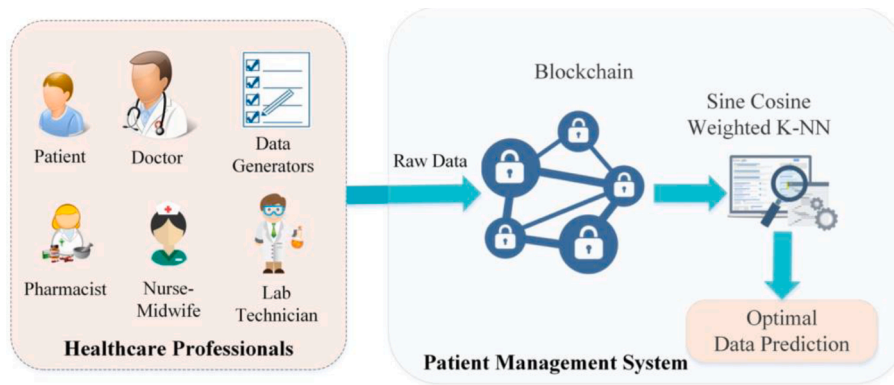 Patient
Doctor
Data
Generators
Pharmacist
Nurse-
Midwife
Lab
Technician
Healthcare Professionals
Raw Data
Blockchain
Sine Cosine
Weighted K-NN
Optimal
Data Prediction
Patient Management System